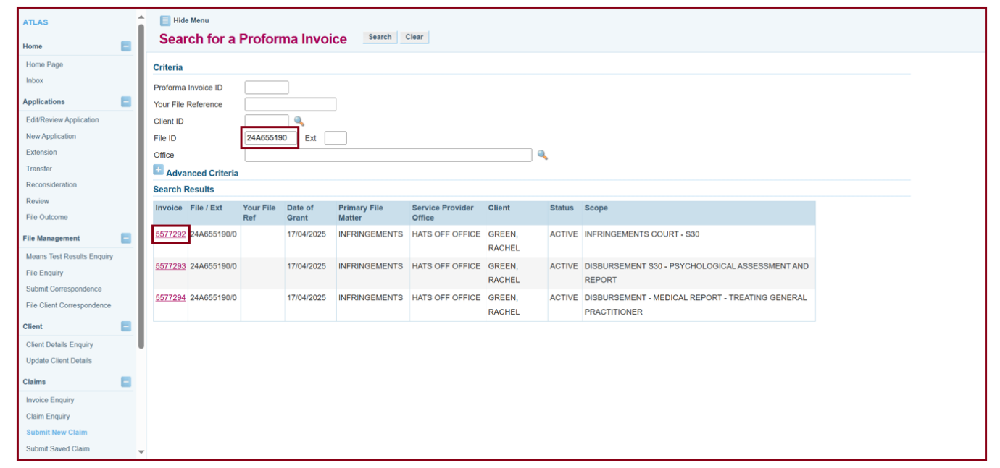 ATLAS
Home
Home Page
Inbox
Applications
Edit/Review Application
New Application
Extension
Transfer
Reconsideration
Review
File Outcome
File Management
Means Test Results Enquiry
File Enquiry
Submit Correspondence
File Client Correspondence
Client
Client Details Enquiry
Update Client Details
Claims
Invoice Enquiry
Claim Enquiry
Submit New Claim
Submit Saved Claim
Hide Menu
Search for a Proforma Invoice Search Clear
Criteria
Proforma Invoice ID
Your File Reference
Client ID
File ID 24A655190 Ext
Office
Advanced Criteria
Search Results
Invoice File / Ext Your File Ref Date of Grant Primary File Matter Service Provider Office Client Status Scope
5577292 24A655190/0 17/04/2025 INFRINGEMENTS HATS OFF OFFICE GREEN, RACHEL ACTIVE INFRINGEMENTS COURT - S30
5577293 24A655190/0 17/04/2025 INFRINGEMENTS HATS OFF OFFICE GREEN, RACHEL ACTIVE DISBURSEMENT S30 - PSYCHOLOGICAL ASSESSMENT AND REPORT
5577294 24A655190/0 17/04/2025 INFRINGEMENTS HATS OFF OFFICE GREEN, RACHEL ACTIVE DISBURSEMENT - MEDICAL REPORT - TREATING GENERAL PRACTITIONER